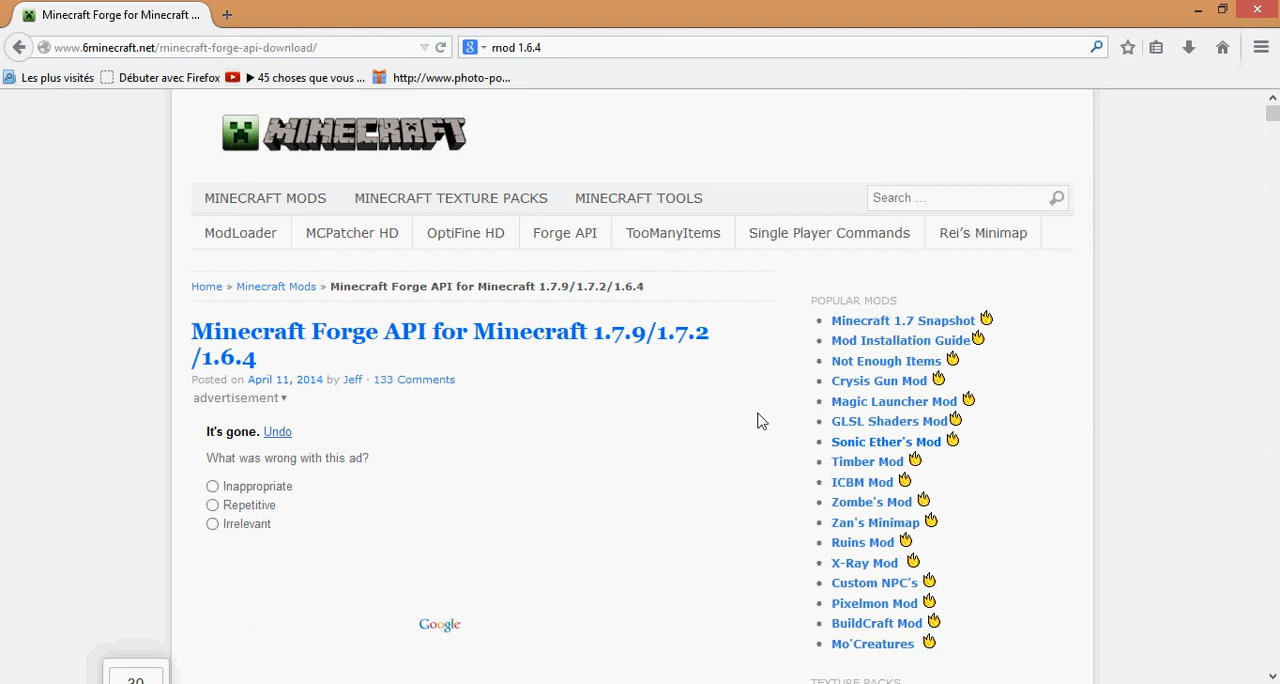 Minecraft Forge for Minecraft ...
www.6minecraft.net/minecraft-forge-api-download/
mod 1.6.4
Les plus visités Débuter avec Firefox 45 choses que vous ... http://www.photo-po...
MINECRAFT
MINECRAFT MODS MINECRAFT TEXTURE PACKS MINECRAFT TOOLS
Search ...
ModLoader MCPatcher HD OptiFine HD Forge API TooManyItems Single Player Commands Rei's Minimap
Home » Minecraft Mods » Minecraft Forge API for Minecraft 1.7.9/1.7.2/1.6.4
Minecraft Forge API for Minecraft 1.7.9/1.7.2
/1.6.4
Posted on April 11, 2014 by Jeff · 133 Comments
advertisement
It's gone. Undo
What was wrong with this ad?
Inappropriate
Repetitive
Irrelevant
Google
30
POPULAR MODS
Minecraft 1.7 Snapshot
Mod Installation Guide
Not Enough Items
Crysis Gun Mod
Magic Launcher Mod
GLSL Shaders Mod
Sonic Ether's Mod
Timber Mod
ICBM Mod
Zombe's Mod
Zan's Minimap
Ruins Mod
X-Ray Mod
Custom NPC's
Pixelmon Mod
BuildCraft Mod
Mo'Creatures
TEXTURE PACKS